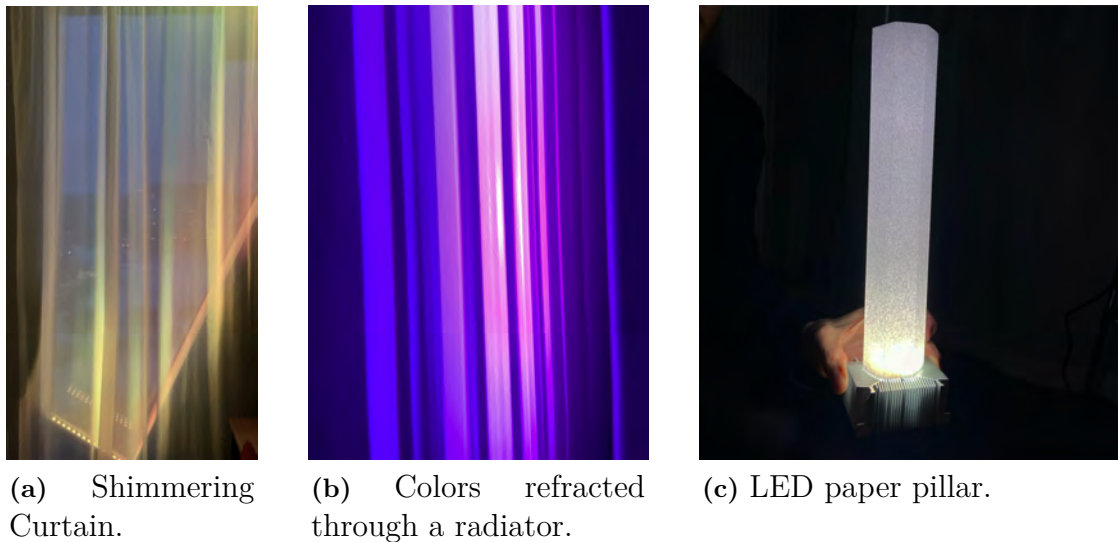 (a) Shimmering
Curtain.
(b) Colors refracted
through a radiator.
(c) LED paper pillar.